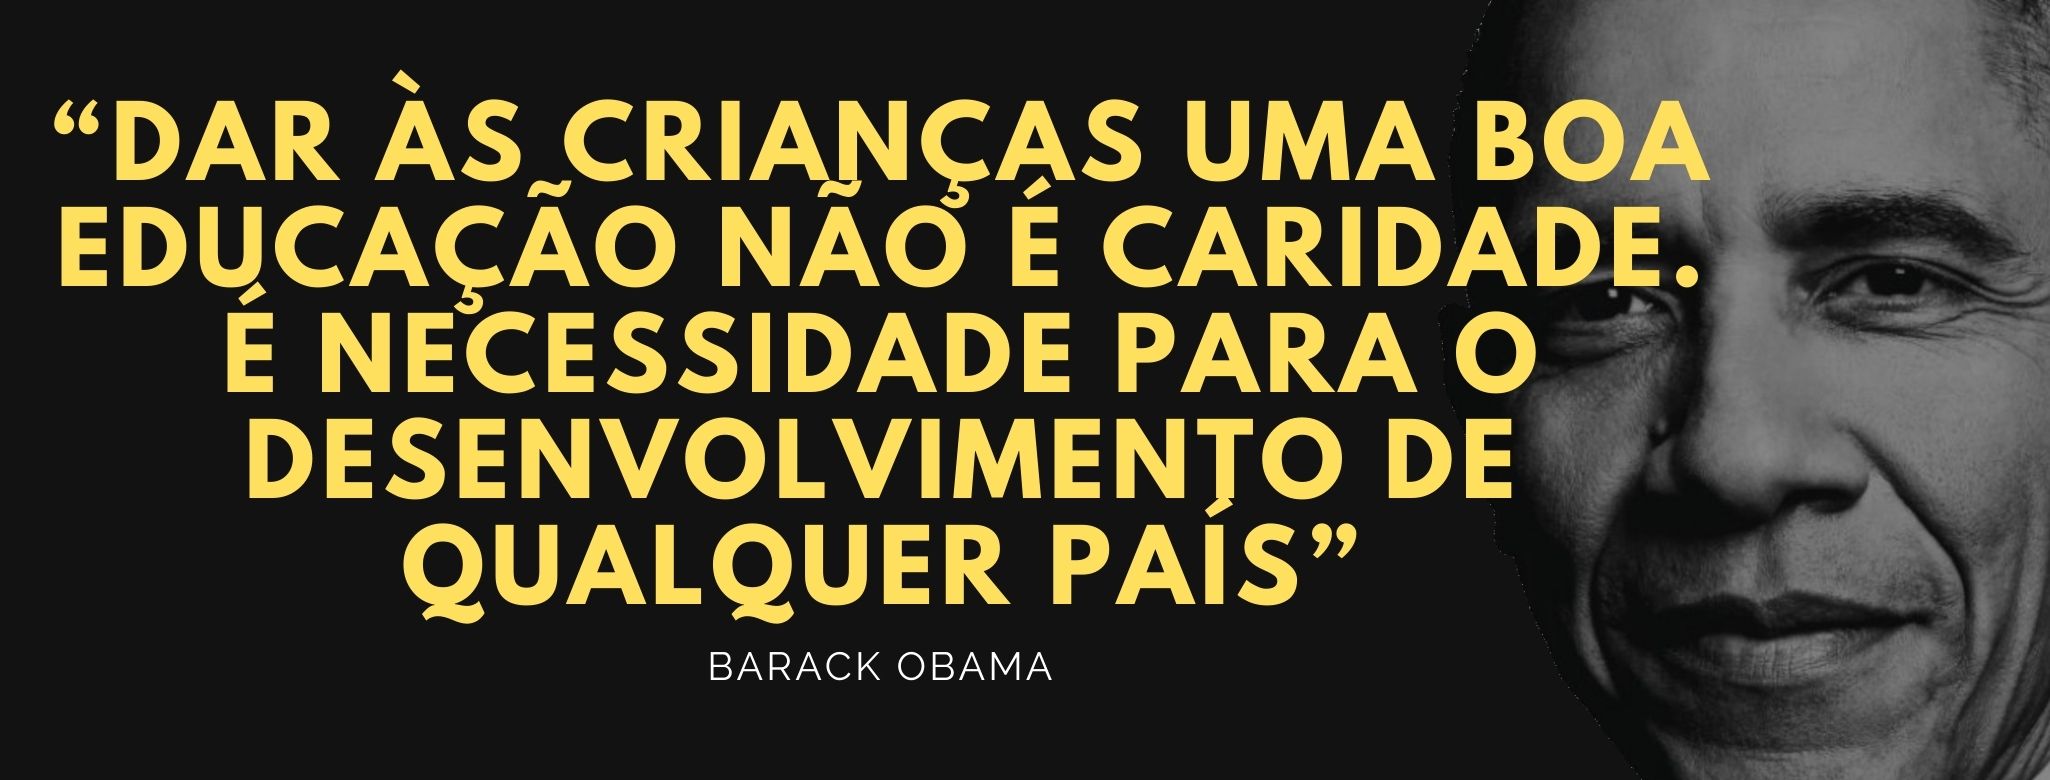 “DAR ÀS CRIANÇAS UMA BOA
EDUCAÇÃO NÃO É CARIDADE.
É NECESSIDADE PARA O
DESENVOLVIMENTO DE
QUALQUER PAÍS”
BARACK OBAMA